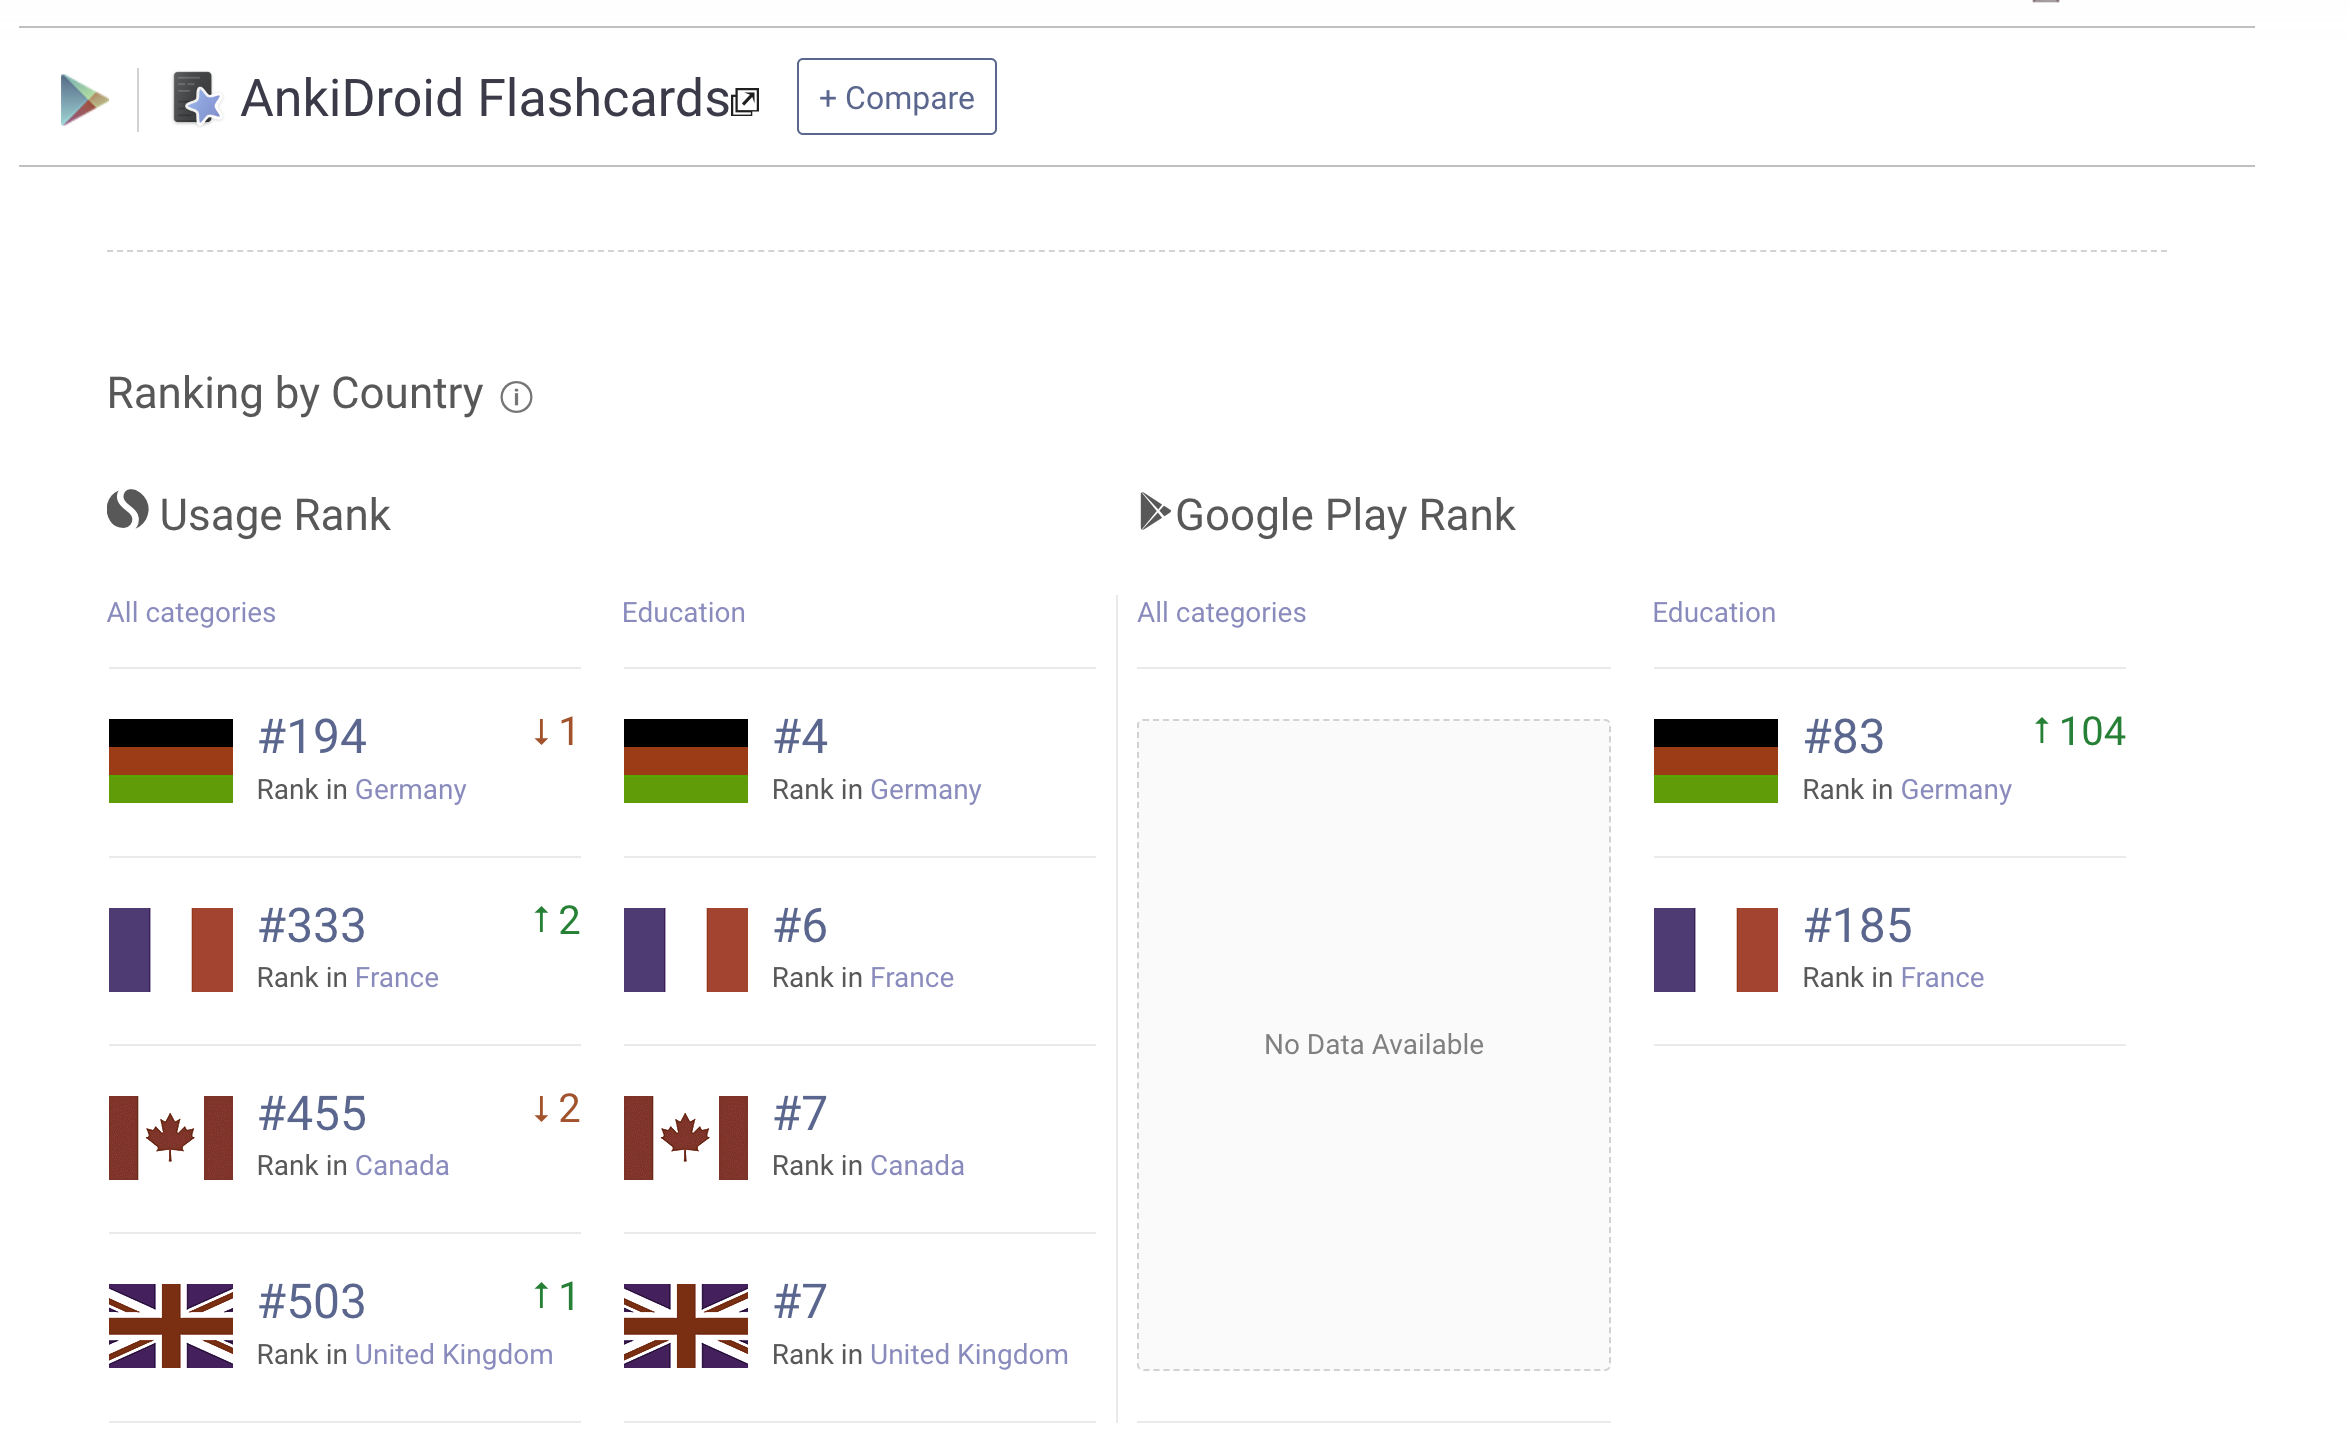 AnkiDroid Flashcards
+ Compare
Ranking by Country
Usage Rank
All categories
#194
↓ 1
Rank in Germany
#333
↑ 2
Rank in France
#455
↓ 2
Rank in Canada
#503
↑ 1
Rank in United Kingdom
Education
#4
Rank in Germany
#6
Rank in France
#7
Rank in Canada
#7
Rank in United Kingdom
Google Play Rank
All categories
No Data Available
Education
#83
↑ 104
Rank in Germany
#185
Rank in France